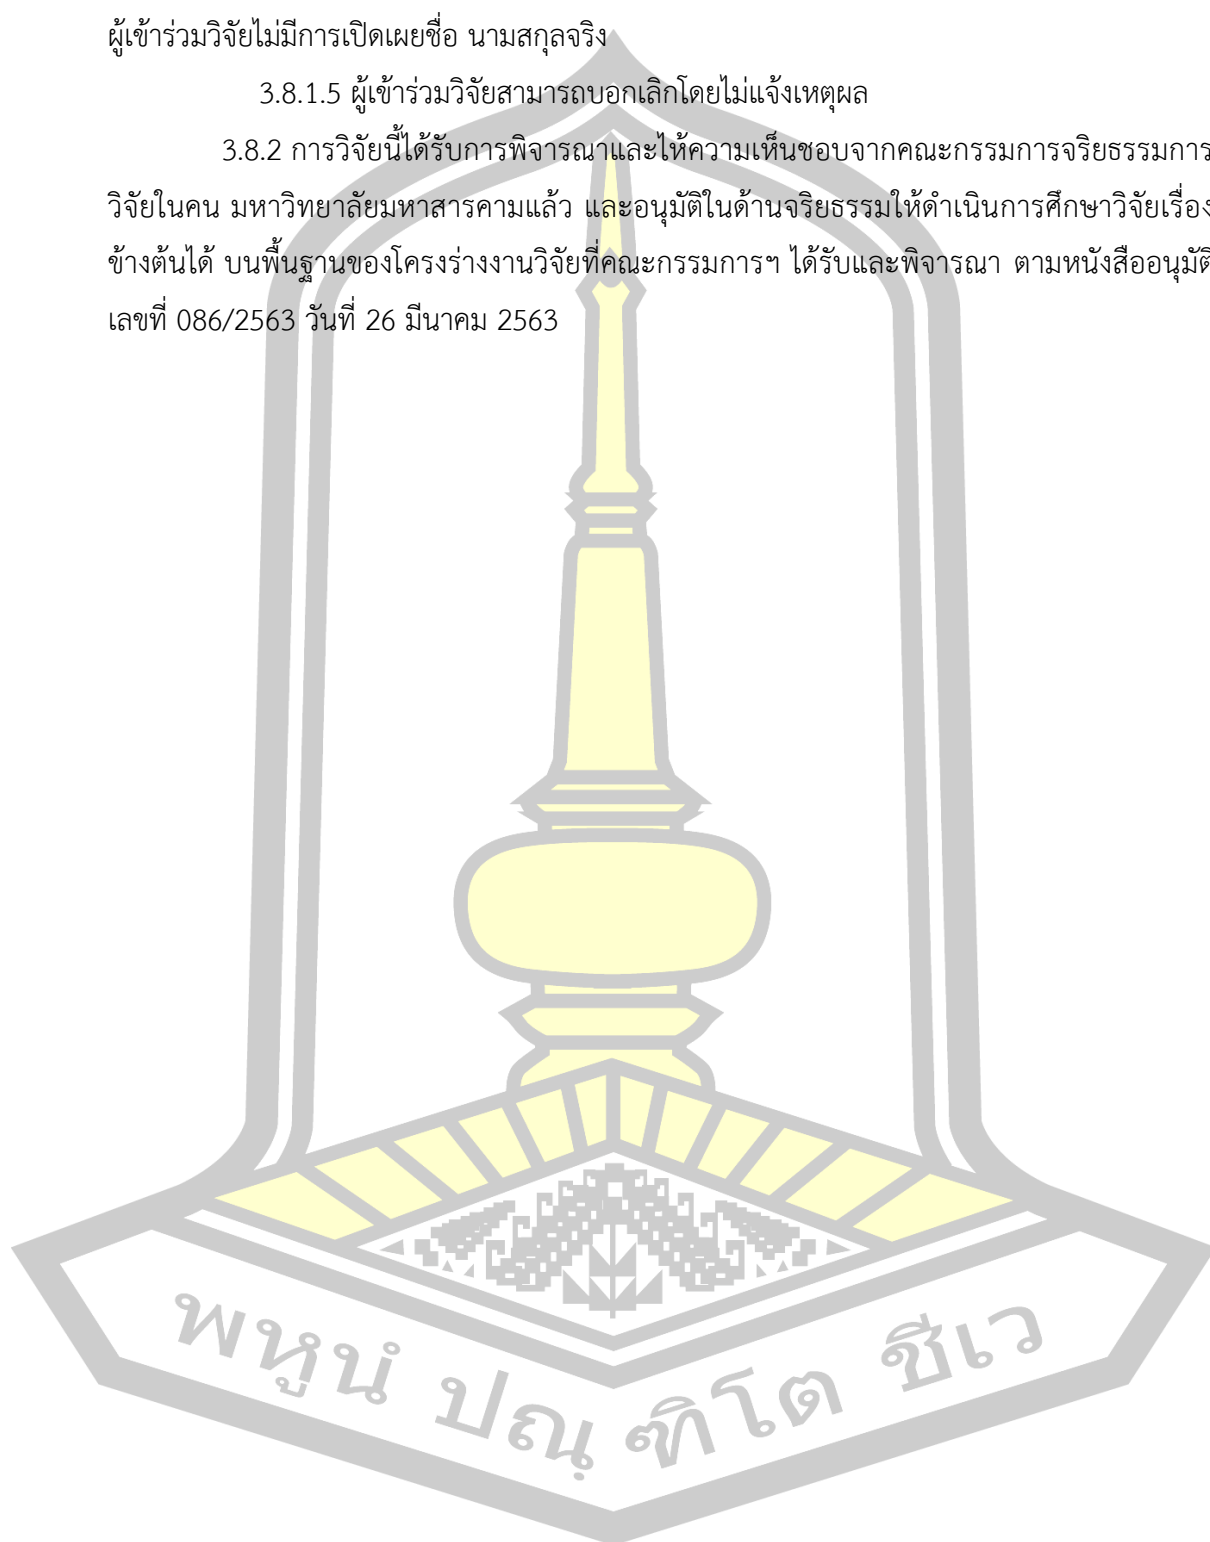 ผู้เข้าร่วมวิจัยไม่มีการเปิดเผยชื่อ นามสกุลจริง
3.8.1.5 ผู้เข้าร่วมวิจัยสามารถบอกเลิกโดยไม่แจ้งเหตุผล
3.8.2 การวิจัยนี้ได้รับการพิจารณาและไห้ความเห็นชอบจากคณะกรรมการจริยธรรมการ
วิจัยในคน มหาวิทยาลัยมหาสารคามแล้ว และอนุมัติในด้านจริยธรรมให้ดำเนินการศึกษาวิจัยเรื่อง
ข้างต้นได้ บนพื้นฐานของโครงร่างงานวิจัยที่คณะกรรมการฯ ได้รับและพิจารณา ตามหนังสืออนุมัติ
เลขที่ 086/2563 วันที่ 26 มีนาคม 2563
พหูนํ ปณฺฑิโต ชีเว